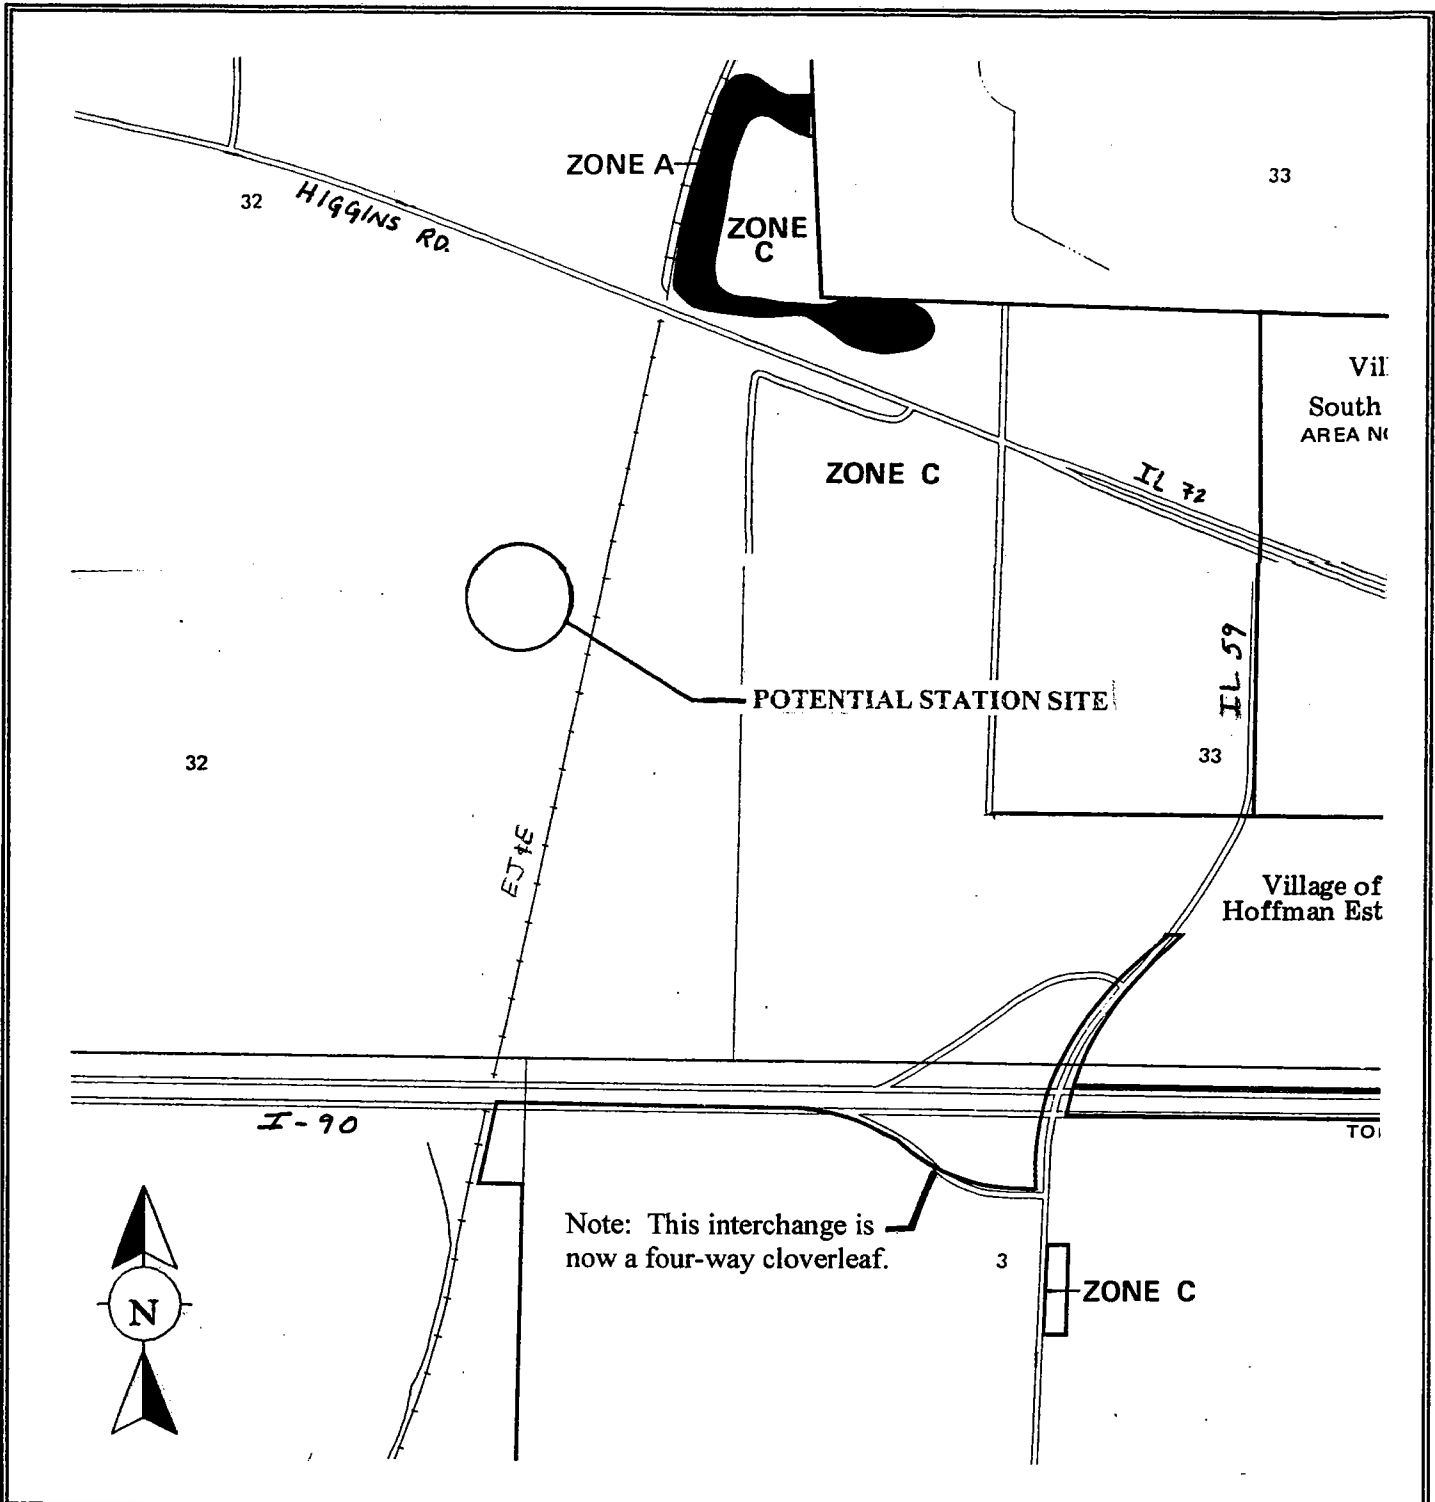 ZONE A
32
HIGGINS RD.
33
ZONE
C
Vil
South
AREA NO
ZONE C
IL 72
POTENTIAL STATION SITE
IL 59
33
32
EJ&E
Village of
Hoffman Est
I-90
TO
Note: This interchange is
now a four-way cloverleaf.
3
ZONE C
N